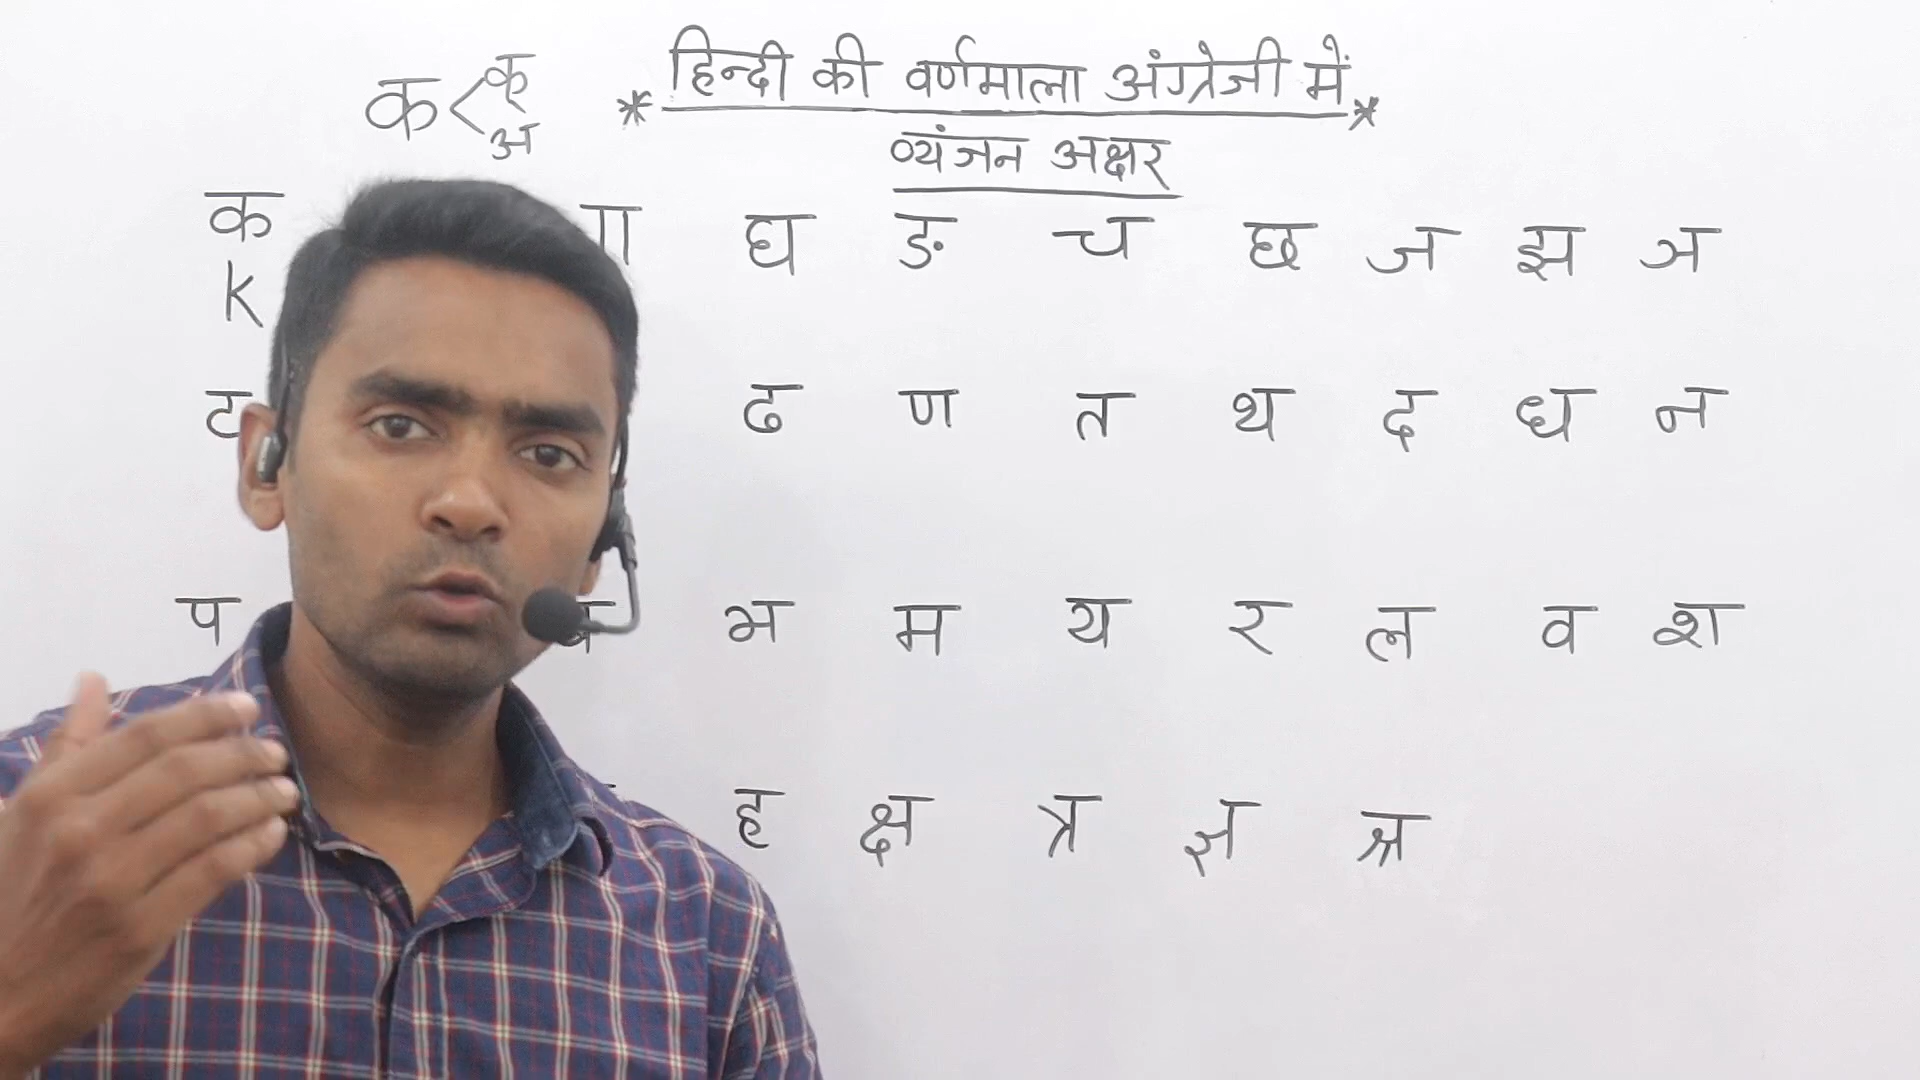 * हिन्दी की वर्णमाला अंग्रेजी में *
क < क् अ
व्यंजन अक्षर
क ग घ ङ च छ ज झ ञ
K
ट ढ ण त थ द ध न
प ब भ म य र ल व श
ह क्ष त्र ज्ञ श्र